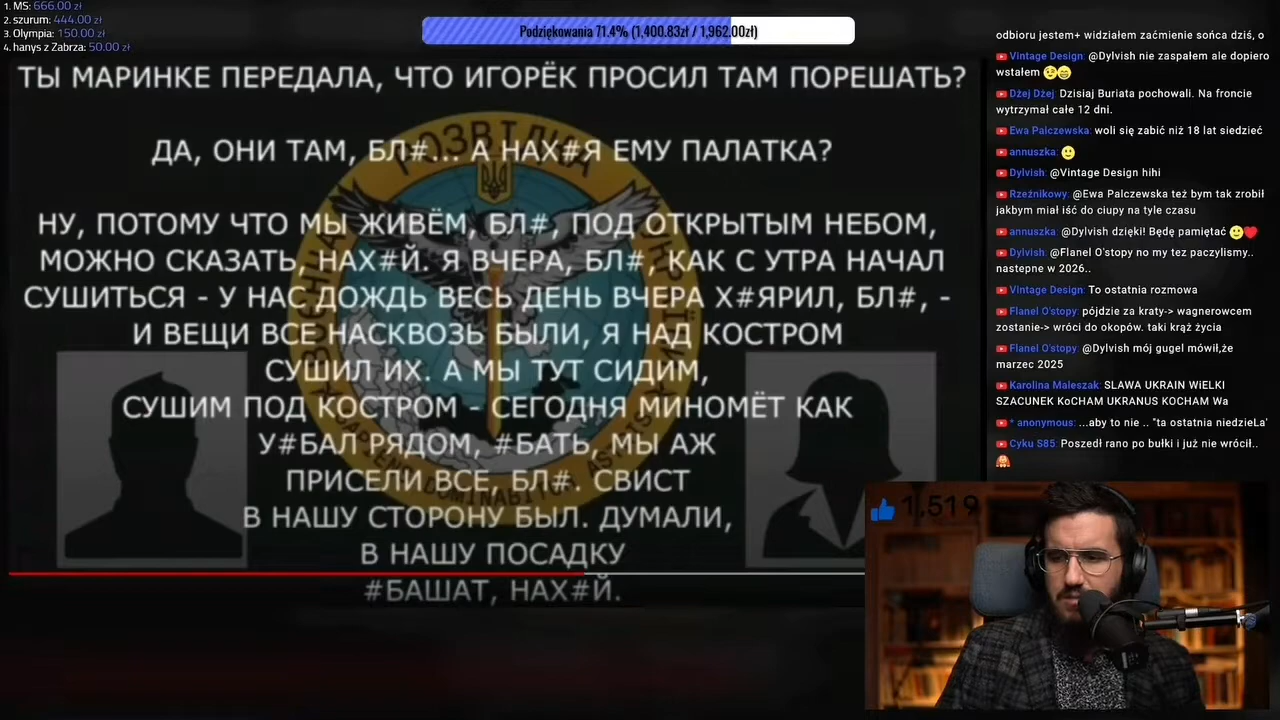 1. MS: 666.00 zł
2. szurum: 444.00 zł
3. Olympia: 150.00 zł
4. hanys z Zabrza: 50.00 zł
Podziękowania 71.4% (1,400.83zł / 1,962.00zł)
ТЫ МАРИНКЕ ПЕРЕДАЛА, ЧТО ИГОРЁК ПРОСИЛ ТАМ ПОРЕШАТЬ?
ДА, ОНИ ТАМ, БЛ#... А НАХ#Я ЕМУ ПАЛАТКА?
НУ, ПОТОМУ ЧТО МЫ ЖИВЁМ, БЛ#, ПОД ОТКРЫТЫМ НЕБОМ,
МОЖНО СКАЗАТЬ, НАХ#Й. Я ВЧЕРА, БЛ#, КАК С УТРА НАЧАЛ
СУШИТЬСЯ - У НАС ДОЖДЬ ВЕСЬ ДЕНЬ ВЧЕРА Х#ЯРИЛ, БЛ#, -
И ВЕЩИ ВСЕ НАСКВОЗЬ БЫЛИ, Я НАД КОСТРОМ
СУШИЛ ИХ. А МЫ ТУТ СИДИМ,
СУШИМ ПОД КОСТРОМ - СЕГОДНЯ МИНОМЁТ КАК
У#БАЛ РЯДОМ, #БАТЬ, МЫ АЖ
ПРИСЕЛИ ВСЕ, БЛ#. СВИСТ
В НАШУ СТОРОНУ БЫЛ. ДУМАЛИ,
В НАШУ ПОСАДКУ
#БАШАТ, НАХ#Й.
РОЗВІДКА
odbioru jestem+ widziałem zaćmienie sońca dziś, o
Vintage Design: @Dylvish nie zaspałem ale dopiero
wstałem
Dżej Dżej: Dzisiaj Buriata pochowali. Na froncie
wytrzymał całe 12 dni.
Ewa Palczewska: woli się zabić niż 18 lat siedzieć
annuszka:
Dylvish: @Vintage Design hihi
Rzeźnikowy: @Ewa Palczewska też bym tak zrobił
jakbym miał iść do ciupy na tyle czasu
annuszka: @Dylvish dzięki! Będę pamiętać
Dylvish: @Flanel O'stopy no my tez paczylismy..
nastepne w 2026..
Vintage Design: To ostatnia rozmowa
Flanel O'stopy: pójdzie za kraty-> wagnerowcem
zostanie-> wróci do okopów. taki krąż życia
Flanel O'stopy: @Dylvish mój gugel mówił,że
marzec 2025
Karolina Maleszak: SLAWA UKRAIN WiELKI
SZACUNEK KoCHAM UKRANUS KOCHAM Wa
* anonymous: ...aby to nie .. "ta ostatnia niedzieLa'
Cyku S85: Poszedł rano po bułki i już nie wrócił..
1,519